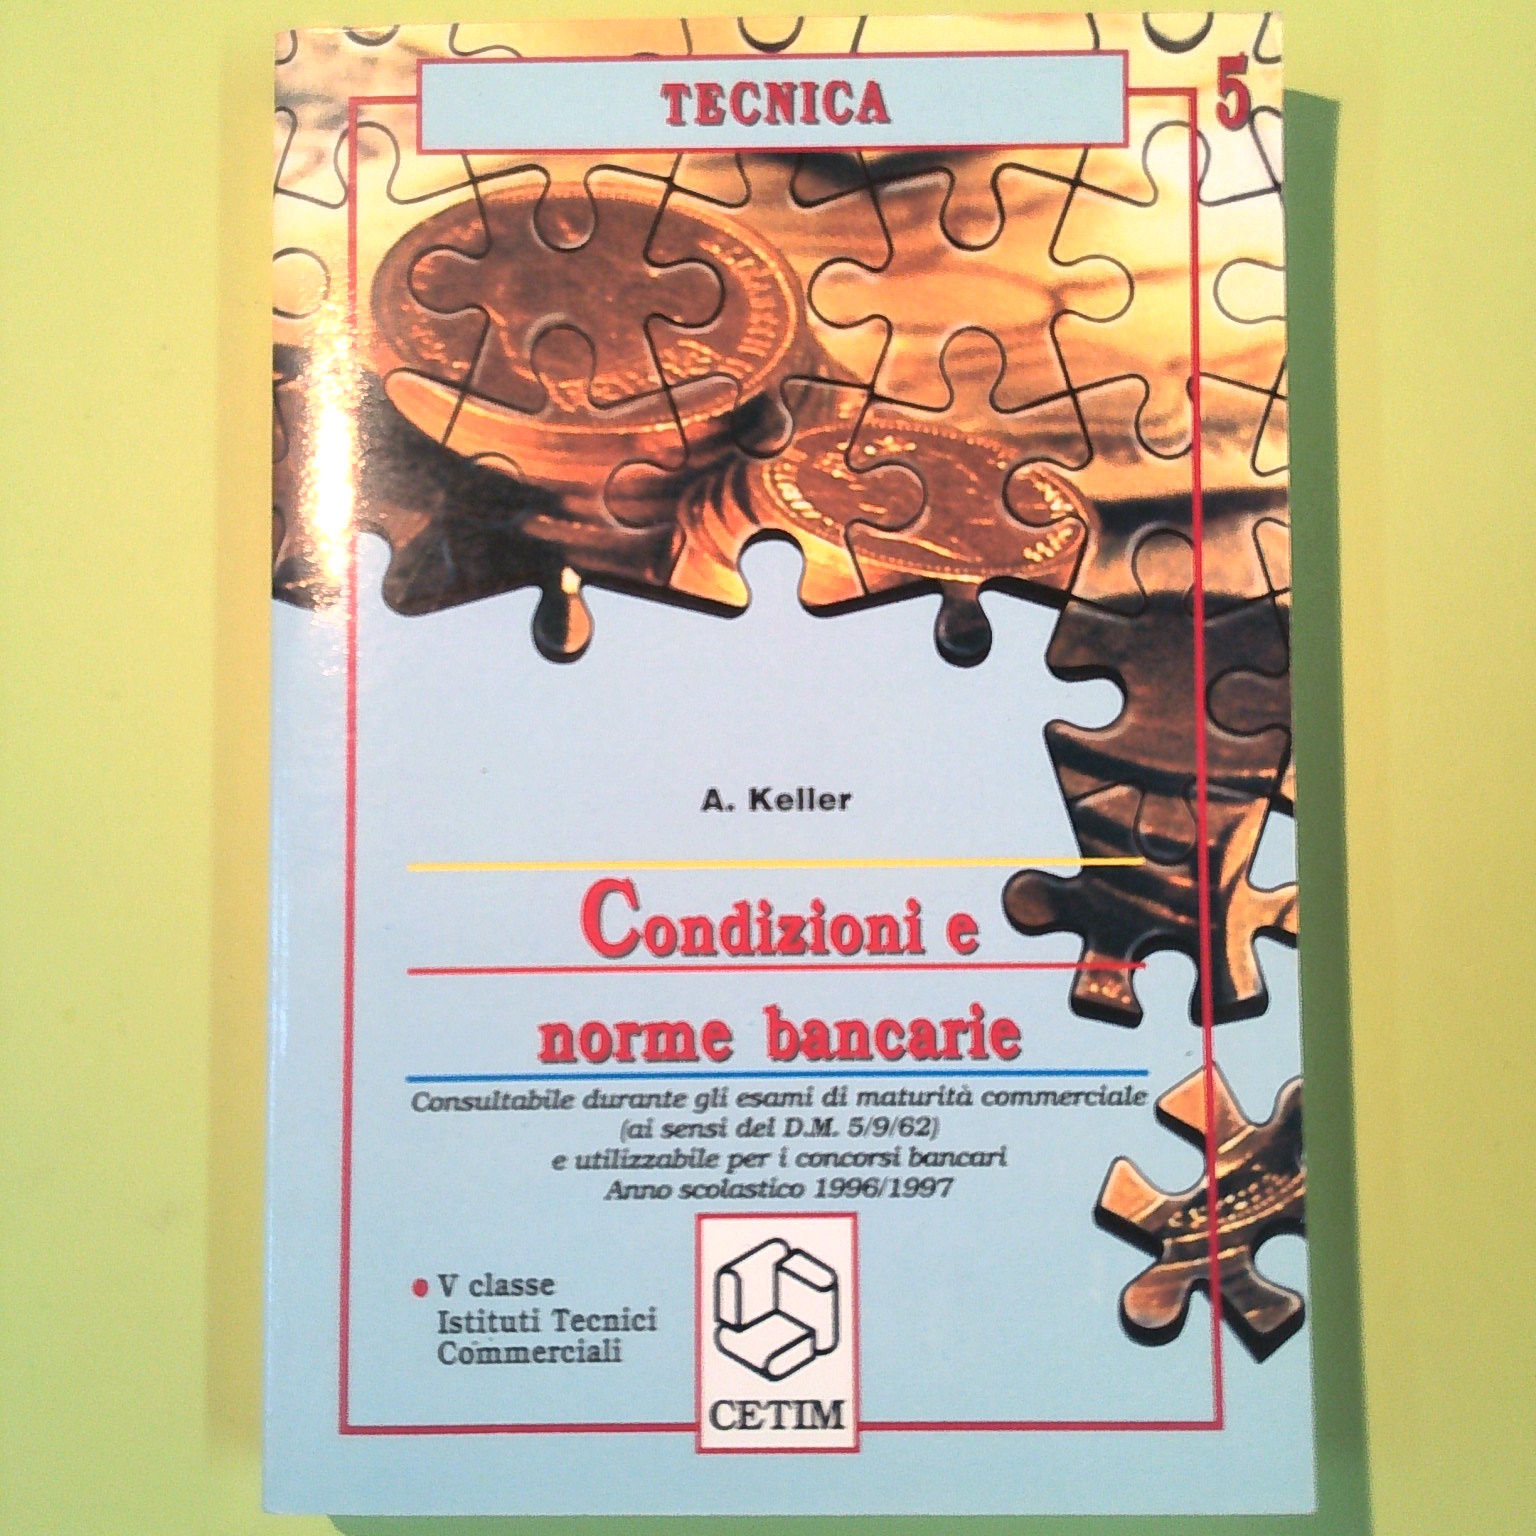 TECNICA
5
A. Keller
Condizioni e
norme bancarie
Consultabile durante gli esami di maturità commerciale
(ai sensi del D.M. 5/9/62)
e utilizzabile per i concorsi bancari
Anno scolastico 1996/1997
• V classe
Istituti Tecnici
Commerciali
CETIM